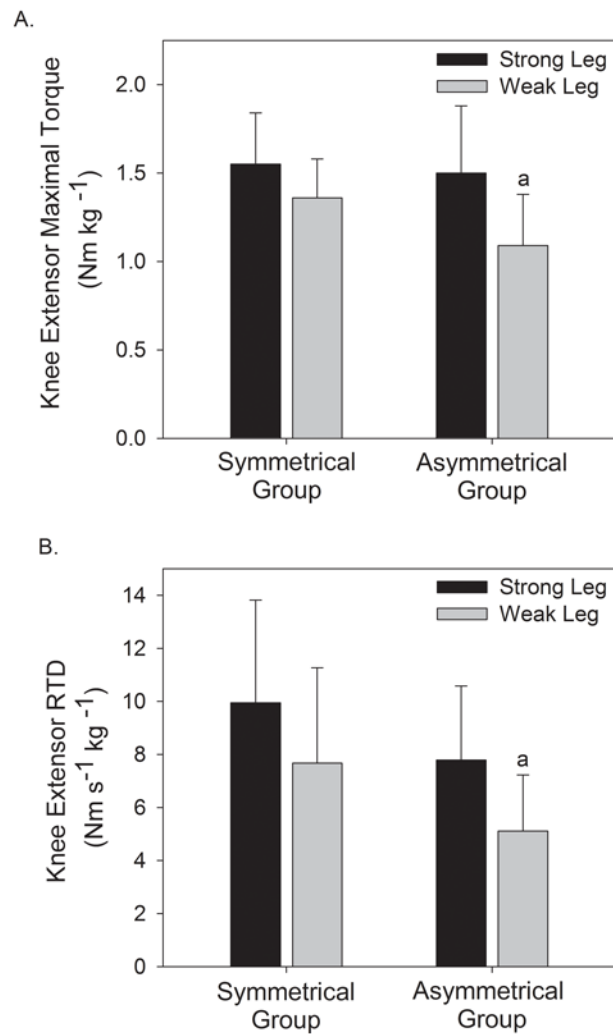 A.
Knee Extensor Maximal Torque
(Nm kg ⁻¹)
2.0
1.5
1.0
0.5
0.0
Strong Leg
Weak Leg
a
Symmetrical
Group
Asymmetrical
Group
B.
Knee Extensor RTD
(Nm s⁻¹ kg ⁻¹)
14
12
10
8
6
4
2
0
Strong Leg
Weak Leg
a
Symmetrical
Group
Asymmetrical
Group